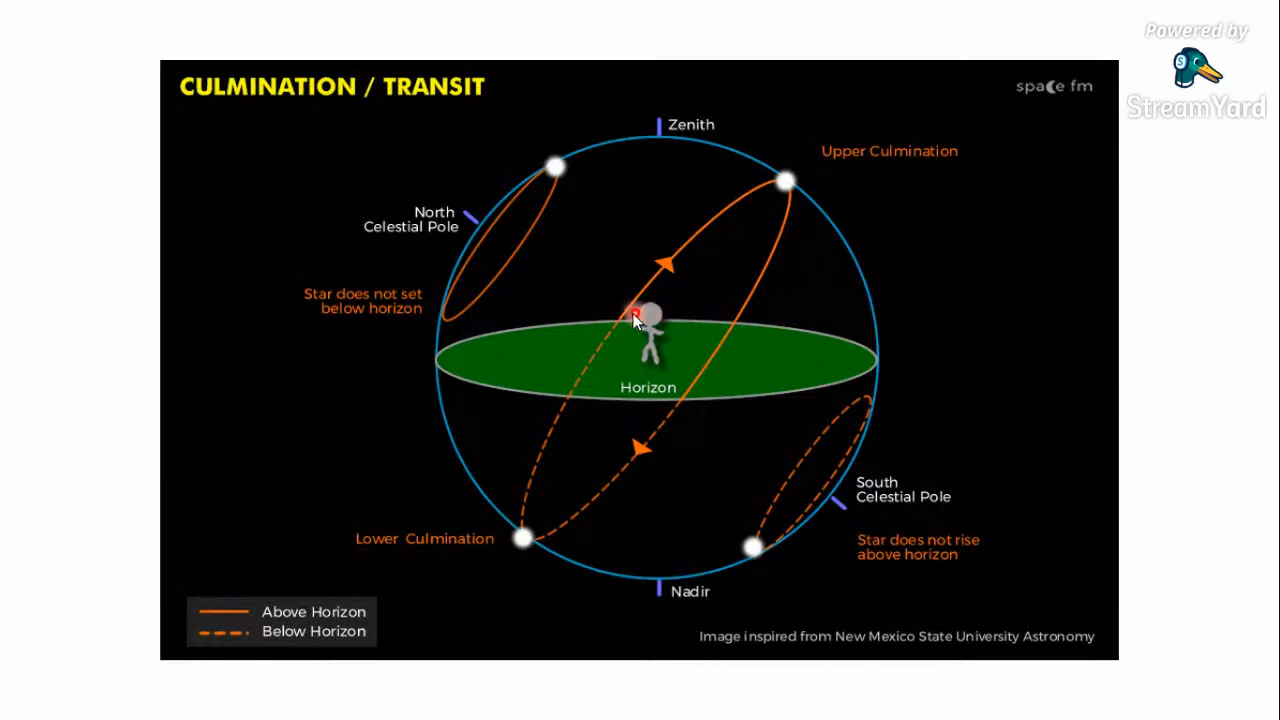 Powered by
StreamYard
CULMINATION / TRANSIT
space fm
Zenith
Upper Culmination
North
Celestial Pole
Star does not set
below horizon
Horizon
South
Celestial Pole
Lower Culmination
Star does not rise
above horizon
Nadir
Above Horizon
Below Horizon
Image inspired from New Mexico State University Astronomy